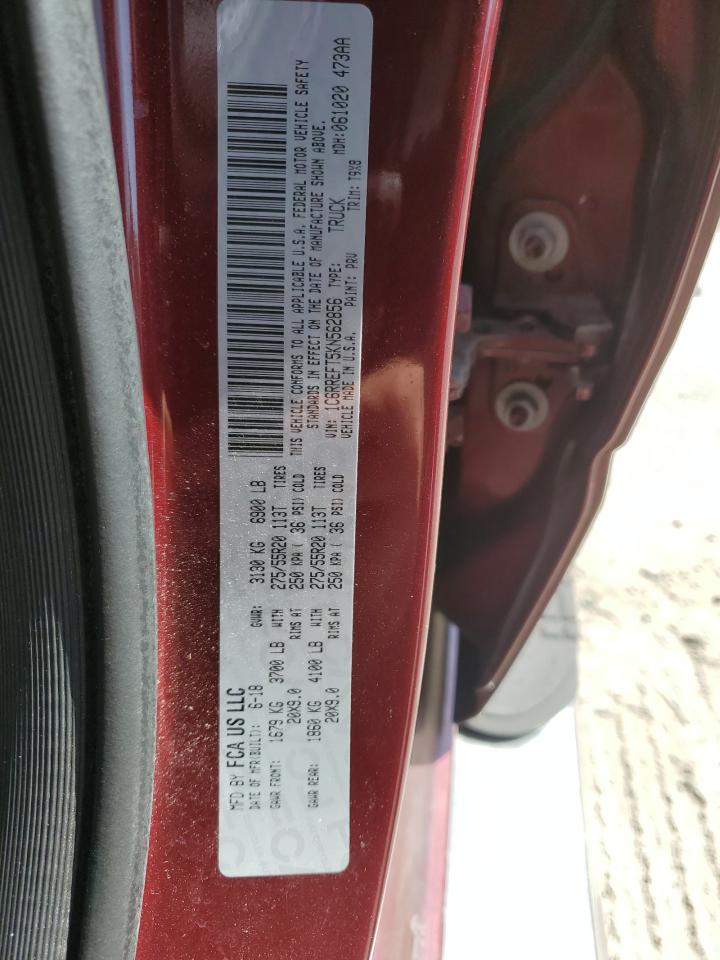 MFD BY FCA US LLC
DATE OF MFR(BUILT): 6-18 GVWR: 3130 KG 6900 LB
GAWR FRONT: 1679 KG 3700 LB WITH 275/55R20 113T TIRES
20X9.0 RIMS AT 250 KPA ( 36 PSI) COLD
GAWR REAR: 1860 KG 4100 LB WITH 275/55R20 113T TIRES
20X9.0 RIMS AT 250 KPA ( 36 PSI) COLD
THIS VEHICLE CONFORMS TO ALL APPLICABLE U.S.A. FEDERAL MOTOR VEHICLE SAFETY
STANDARDS IN EFFECT ON THE DATE OF MANUFACTURE SHOWN ABOVE.
VIN: 1C6RREFT5KN562856 TYPE: TRUCK MDH:061020 473AA
VEHICLE MADE IN U.S.A. PAINT: PRV TRIM: T9X8